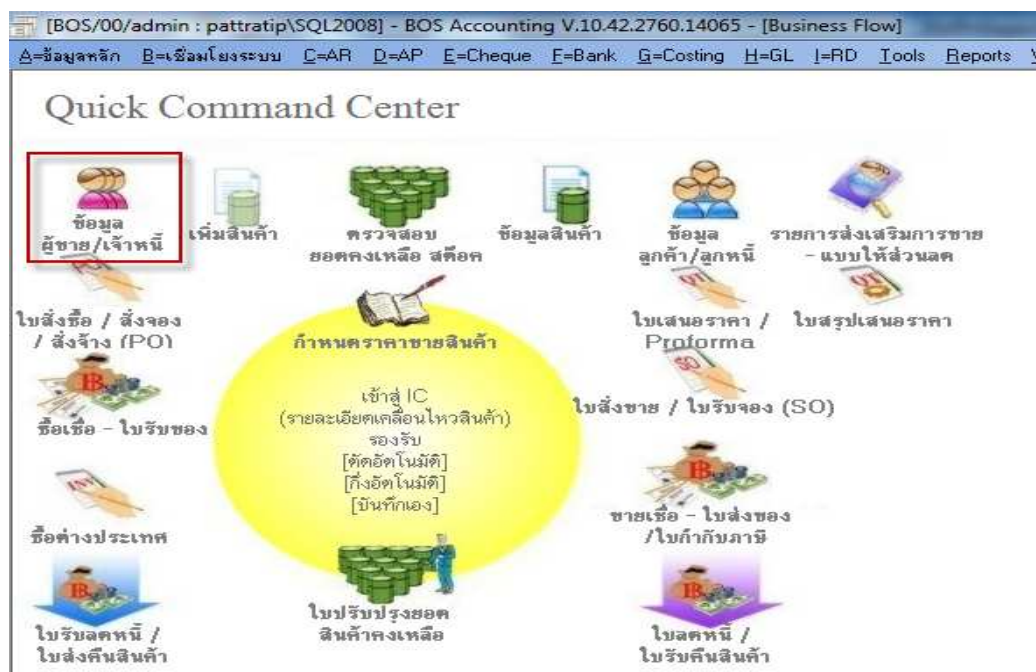 [BOS/00/admin : pattratip\SQL2008] - BOS Accounting V.10.42.2760.14065 - [Business Flow]
A=ข้อมูลหลัก B=เชื่อมโยงระบบ C=AR D=AP E=Cheque F=Bank G=Costing H=GL I=RD Tools Reports
Quick Command Center
ข้อมูล
ผู้ขาย/เจ้าหนี้
เพิ่มสินค้า
ตรวจสอบ
ยอดคงเหลือ สต๊อค
ข้อมูลสินค้า
ข้อมูล
ลูกค้า/ลูกหนี้
รายการส่งเสริมการขาย
- แบบให้ส่วนลด
ใบสั่งซื้อ / สั่งจอง
/ สั่งจ้าง (PO)
กำหนดราคาขายสินค้า
QT
ใบเสนอราคา /
Proforma
QT
ใบสรุปเสนอราคา
B
ซื้อเชื่อ - ใบรับของ
เข้าสู่ IC
(รายละเอียดเคลื่อนไหวสินค้า)
รองรับ
[ตัดอัตโนมัติ]
[กึ่งอัตโนมัติ]
[บันทึกเอง]
SO
ใบสั่งขาย / ใบรับจอง (SO)
INV
ซื้อต่างประเทศ
B
ขายเชื่อ - ใบส่งของ
/ใบกำกับภาษี
B
ใบรับลดหนี้ /
ใบส่งคืนสินค้า
ใบปรับปรุงยอด
สินค้าคงเหลือ
B
ใบลดหนี้ /
ใบรับคืนสินค้า